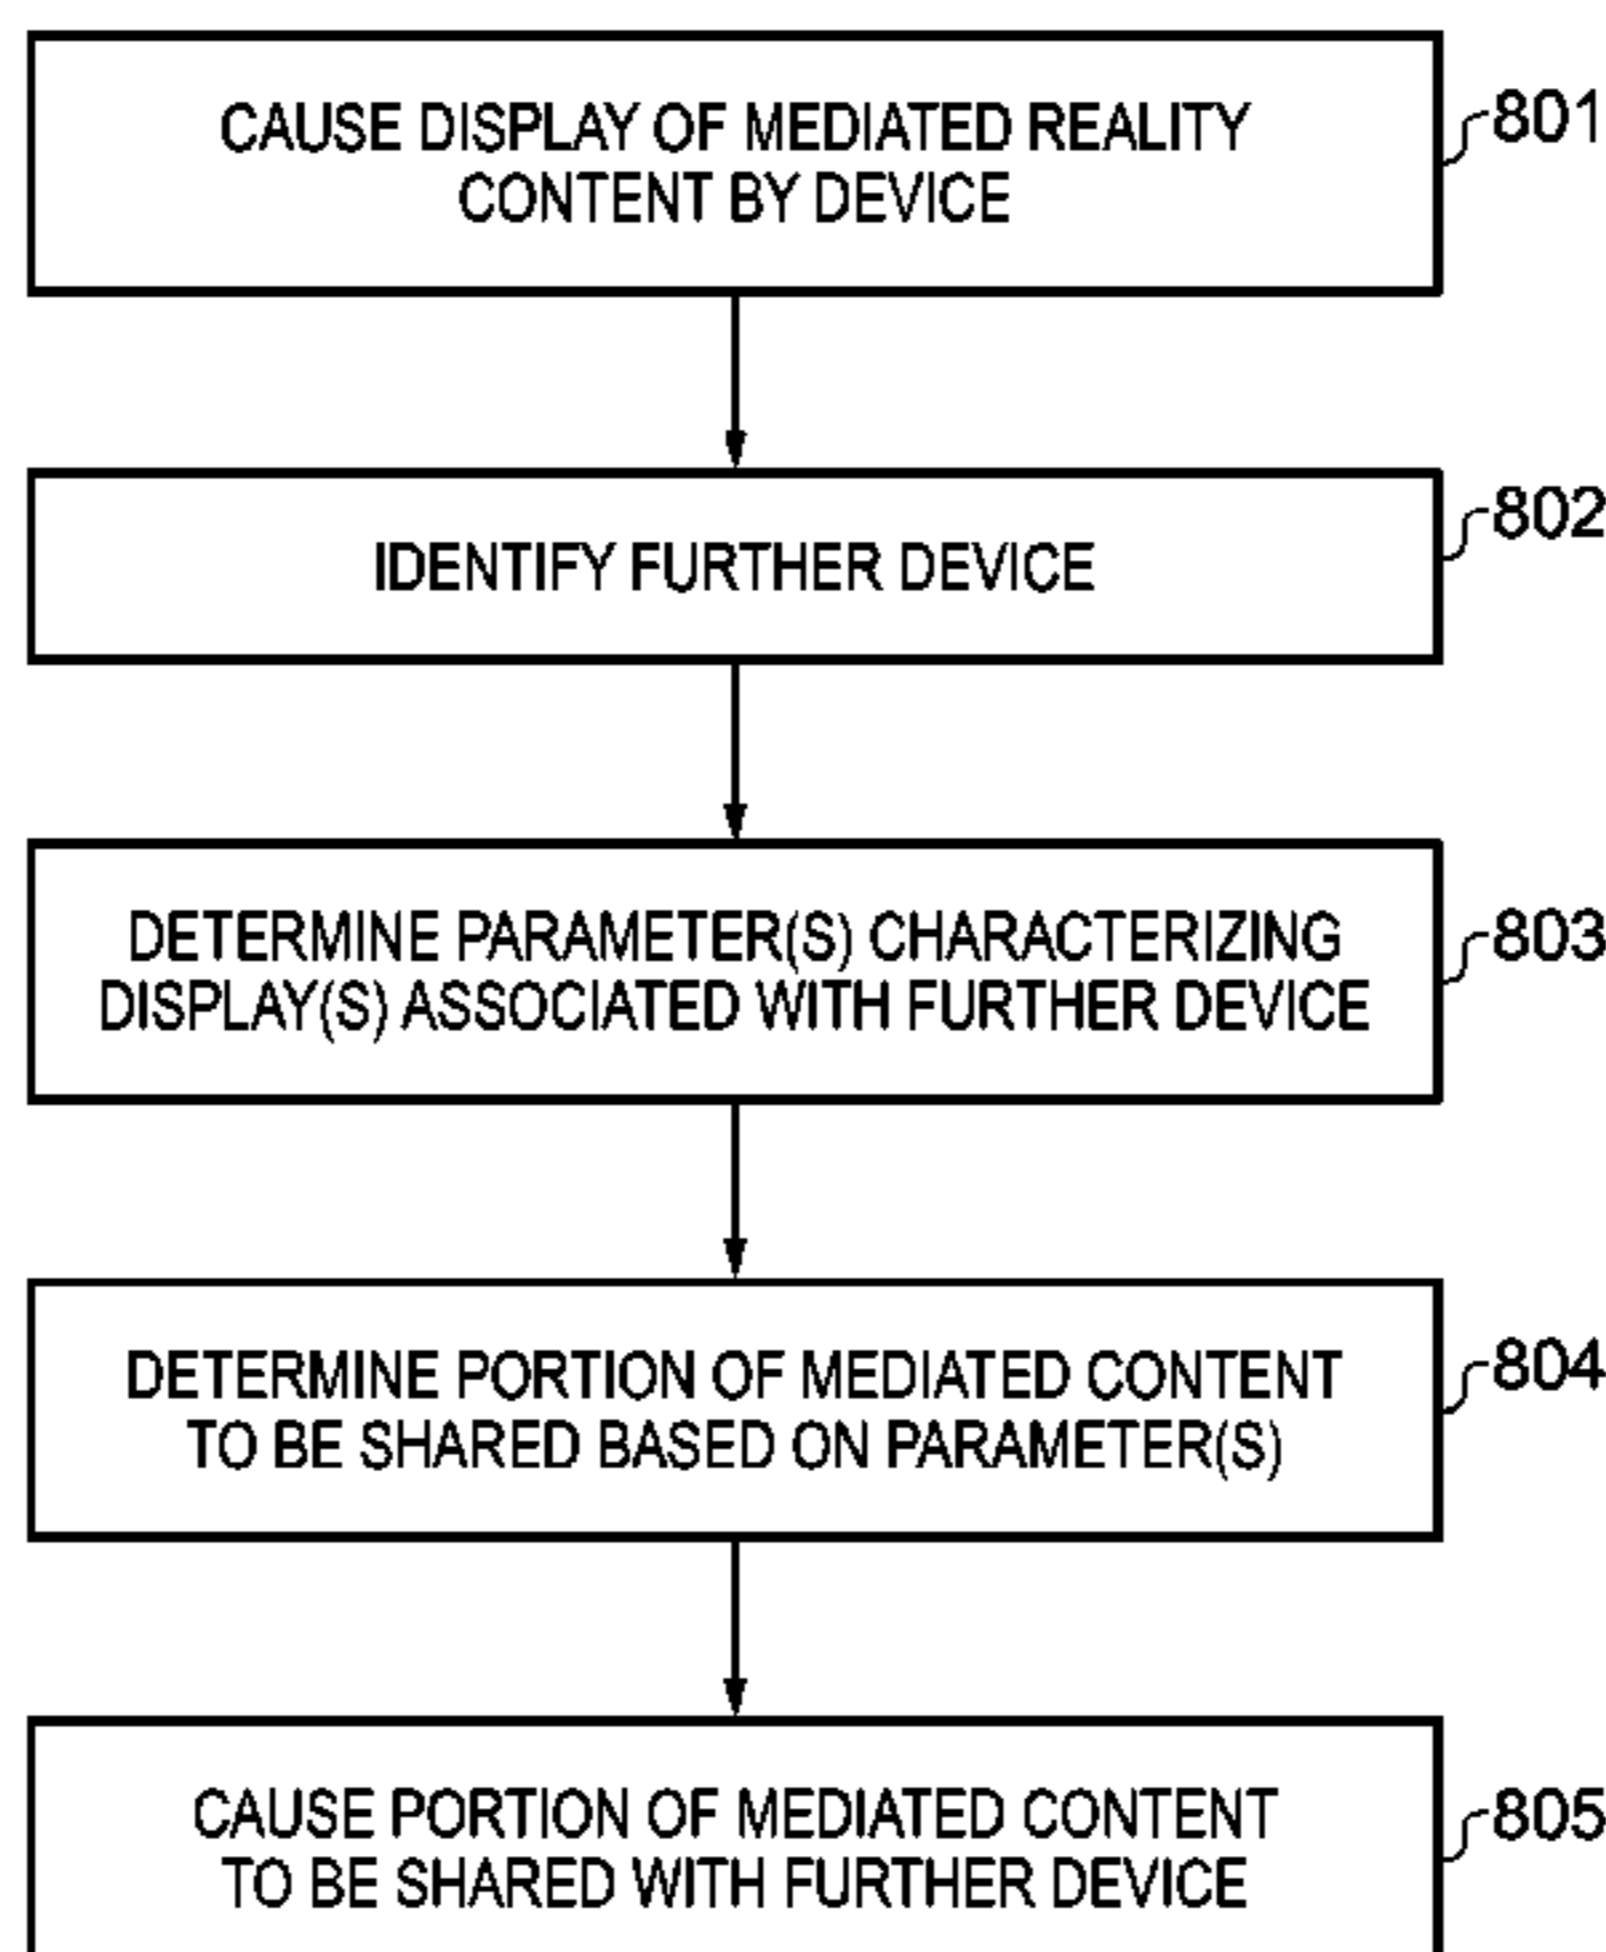 CAUSE DISPLAY OF MEDIATED REALITY
CONTENT BY DEVICE
801
IDENTIFY FURTHER DEVICE
802
DETERMINE PARAMETER(S) CHARACTERIZING
DISPLAY(S) ASSOCIATED WITH FURTHER DEVICE
803
DETERMINE PORTION OF MEDIATED CONTENT
TO BE SHARED BASED ON PARAMETER(S)
804
CAUSE PORTION OF MEDIATED CONTENT
TO BE SHARED WITH FURTHER DEVICE
805